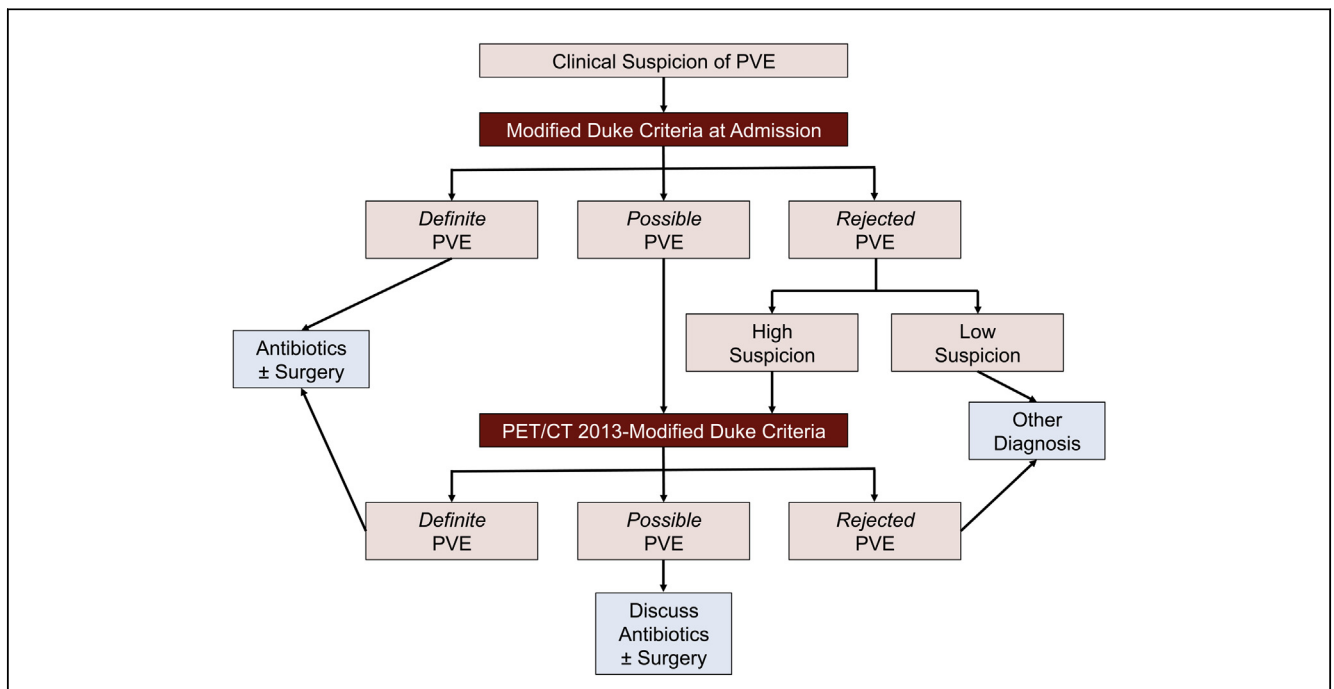 Clinical Suspicion of PVE
Modified Duke Criteria at Admission
Definite
PVE
Possible
PVE
Rejected
PVE
High
Suspicion
Low
Suspicion
Antibiotics
± Surgery
Other
Diagnosis
PET/CT 2013-Modified Duke Criteria
Definite
PVE
Possible
PVE
Rejected
PVE
Discuss
Antibiotics
± Surgery